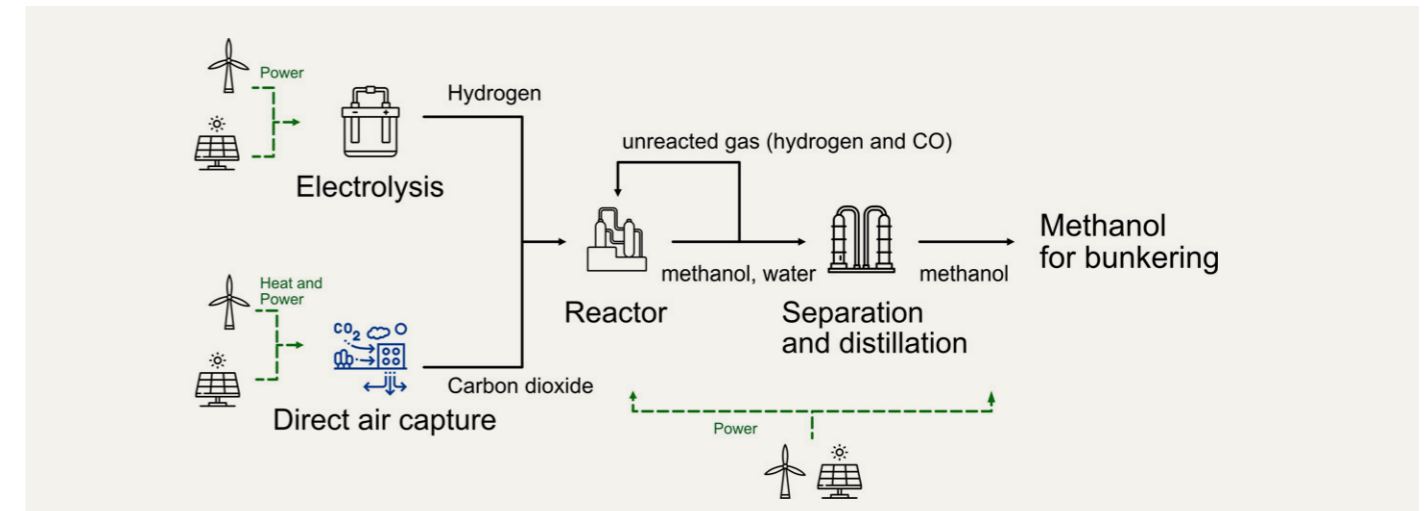 Power
Hydrogen
Electrolysis
unreacted gas (hydrogen and CO)
Heat and
Power
CO2
Direct air capture
Carbon dioxide
Reactor
methanol, water
Separation
and distillation
methanol
Methanol
for bunkering
Power